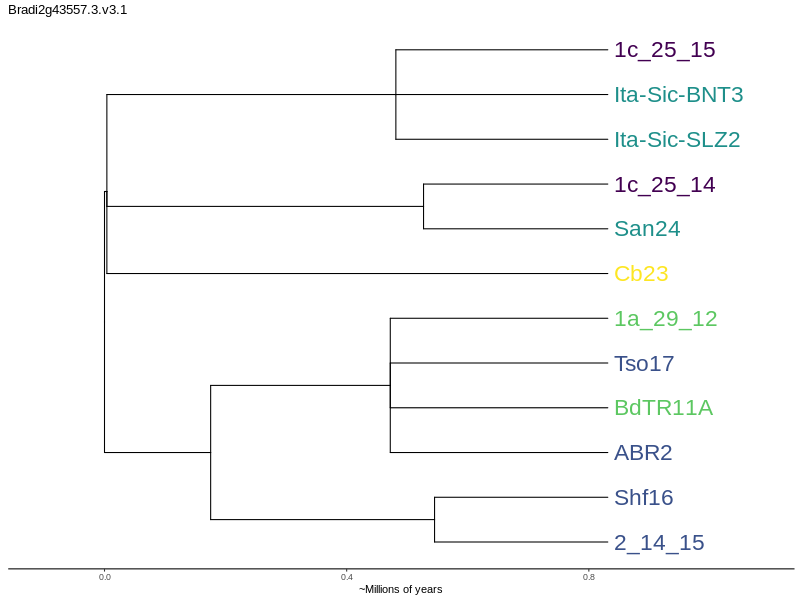 Bradi2g43557.3.v3.1
1c_25_15
Ita-Sic-BNT3
Ita-Sic-SLZ2
1c_25_14
San24
Cb23
1a_29_12
Tso17
BdTR11A
ABR2
Shf16
2_14_15
0.0 0.4 0.8
~Millions of years